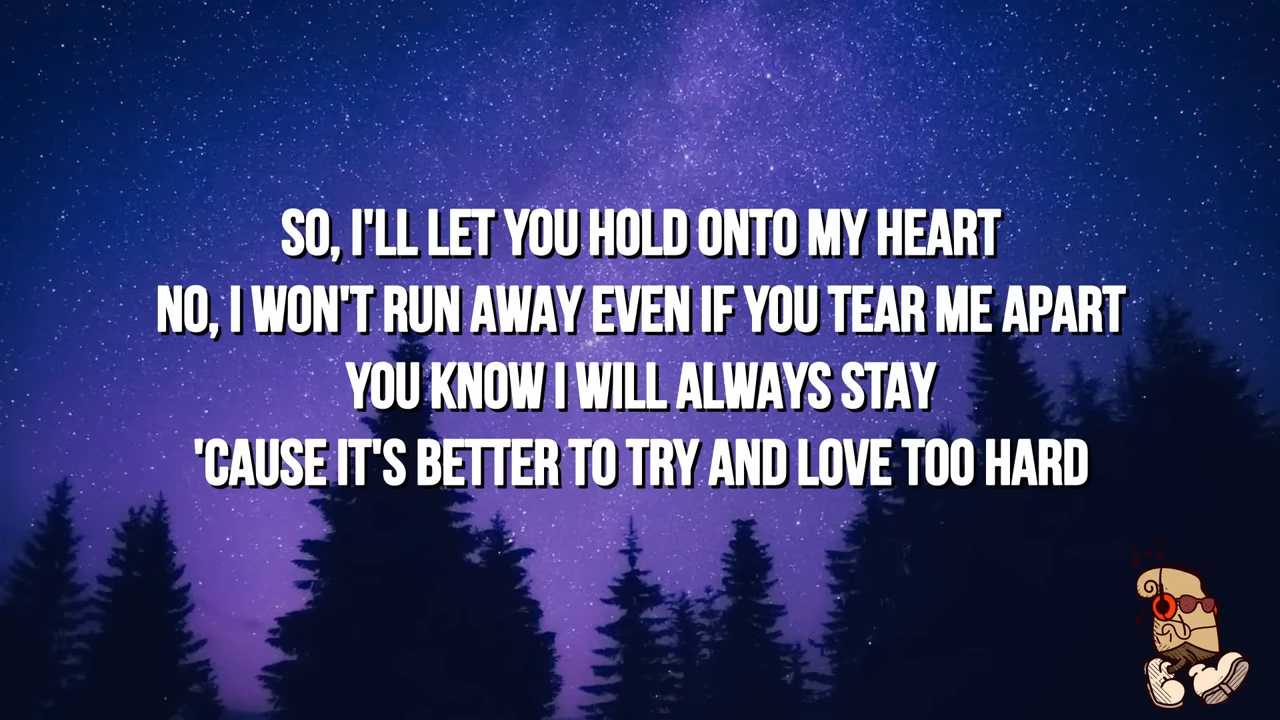 SO, I'LL LET YOU HOLD ONTO MY HEART
NO, I WON'T RUN AWAY EVEN IF YOU TEAR ME APART
YOU KNOW I WILL ALWAYS STAY
'CAUSE IT'S BETTER TO TRY AND LOVE TOO HARD